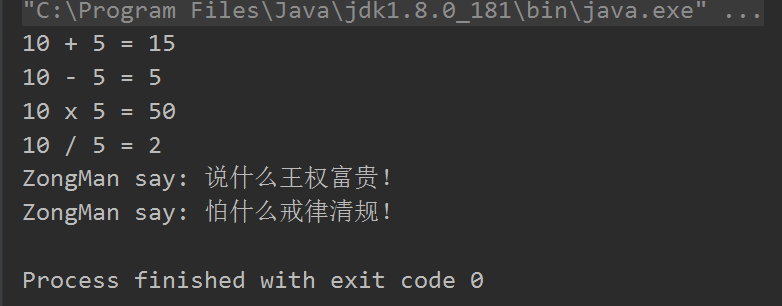 "C:\Program Files\Java\jdk1.8.0_181\bin\java.exe" ...
10 + 5 = 15
10 - 5 = 5
10 x 5 = 50
10 / 5 = 2
ZongMan say: 说什么王权富贵!
ZongMan say: 怕什么戒律清规!
Process finished with exit code 0